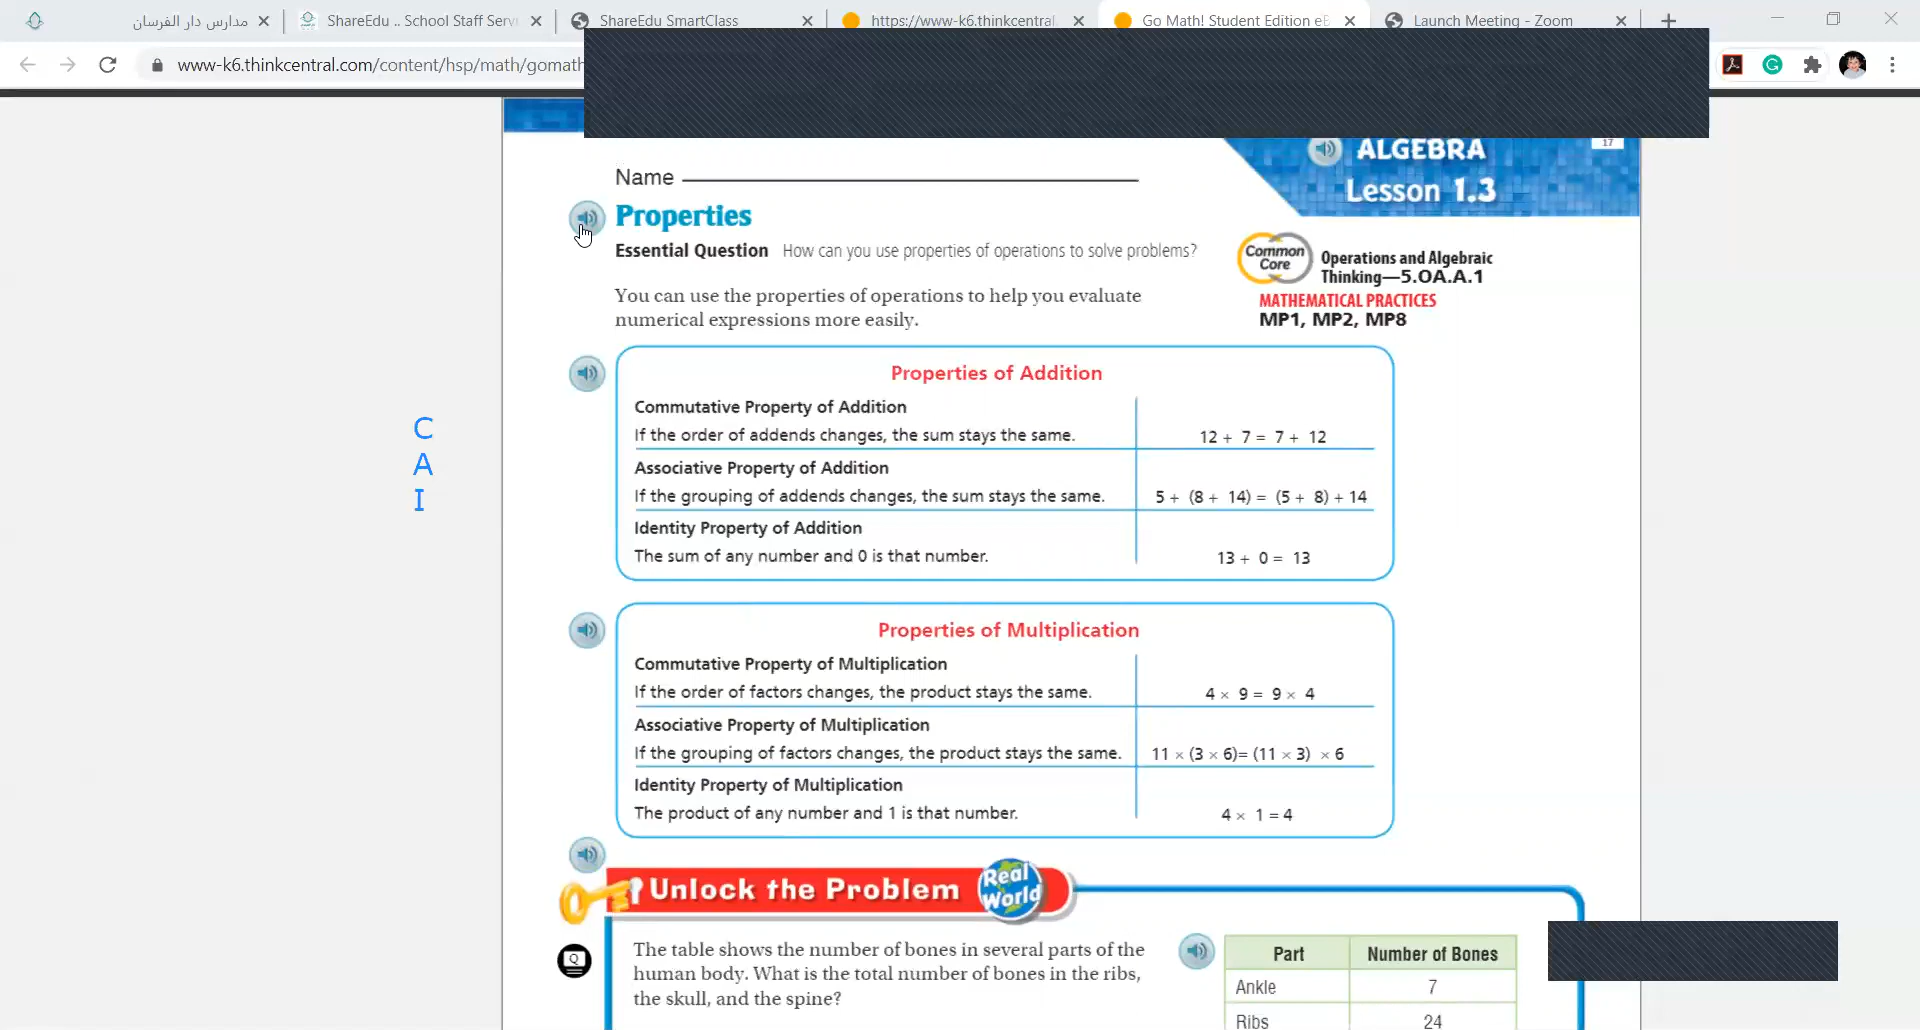 مدارس دار الفرسان
ShareEdu .. School Staff Serv
ShareEdu SmartClass
https://www-k6.thinkcentral
Go Math! Student Edition eB
Launch Meeting - Zoom
www-k6.thinkcentral.com/content/hsp/math/gomath
17
ALGEBRA
Lesson 1.3
Name
Properties
Essential Question How can you use properties of operations to solve problems?
Common Core
Operations and Algebraic
Thinking—5.OA.A.1
MATHEMATICAL PRACTICES
MP1, MP2, MP8
You can use the properties of operations to help you evaluate
numerical expressions more easily.
C
A
I
Properties of Addition
Commutative Property of Addition
If the order of addends changes, the sum stays the same.
12 + 7 = 7 + 12
Associative Property of Addition
If the grouping of addends changes, the sum stays the same.
5 + (8 + 14) = (5 + 8) + 14
Identity Property of Addition
The sum of any number and 0 is that number.
13 + 0 = 13
Properties of Multiplication
Commutative Property of Multiplication
If the order of factors changes, the product stays the same.
4 × 9 = 9 × 4
Associative Property of Multiplication
If the grouping of factors changes, the product stays the same.
11 × (3 × 6)= (11 × 3) × 6
Identity Property of Multiplication
The product of any number and 1 is that number.
4 × 1 = 4
Unlock the Problem
Real World
Q
The table shows the number of bones in several parts of the
human body. What is the total number of bones in the ribs,
the skull, and the spine?
Part Number of Bones
Ankle 7
Ribs 24